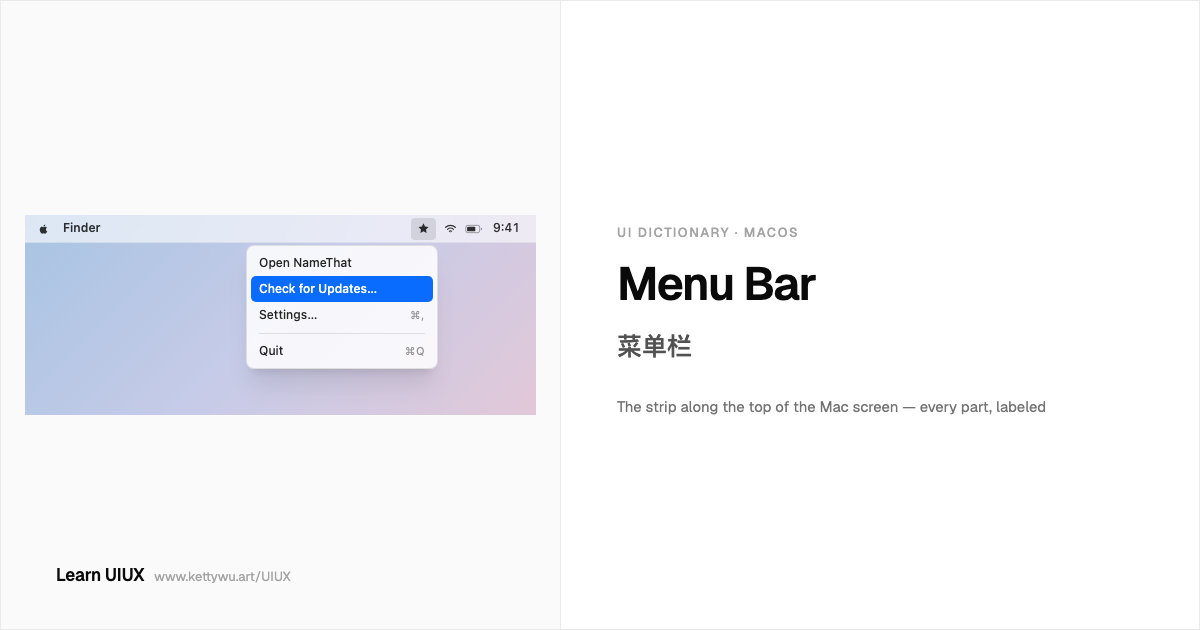 Finder 9:41
Open NameThat
Check for Updates...
Settings... ⌘,
Quit ⌘Q
Learn UIUX www.kettywu.art/UIUX
UI DICTIONARY · MACOS
Menu Bar
菜单栏
The strip along the top of the Mac screen — every part, labeled